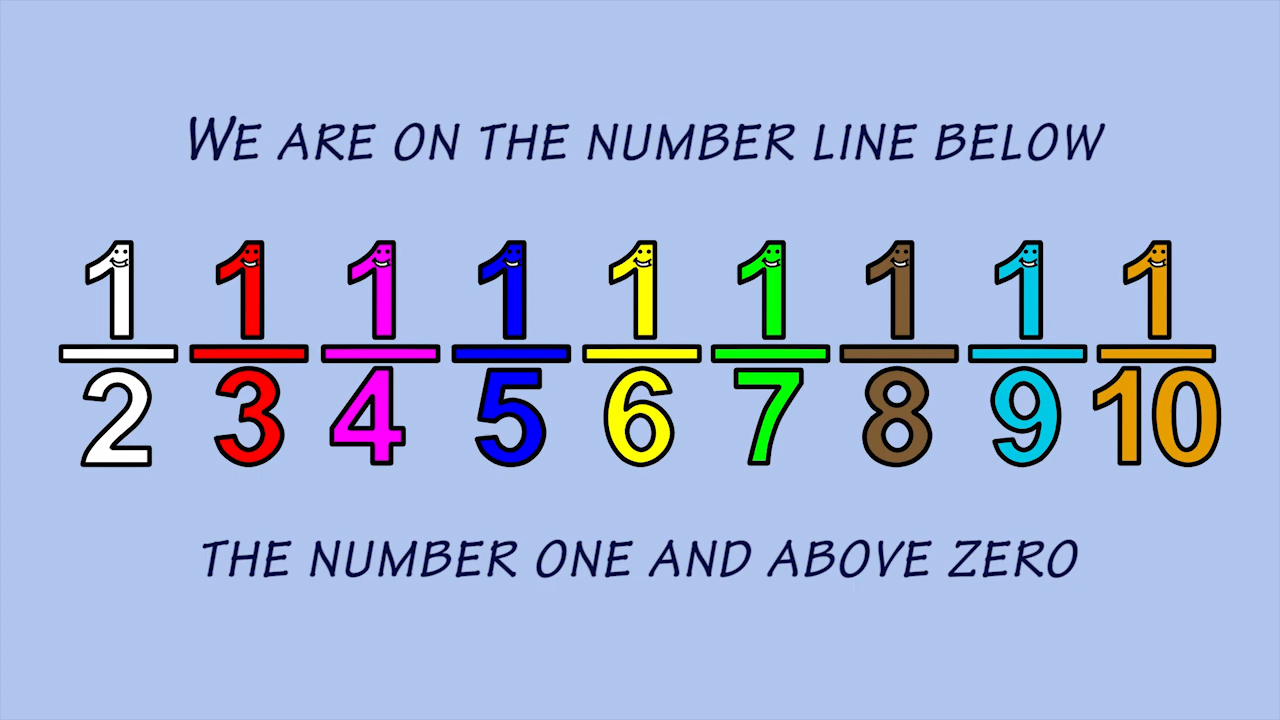 WE ARE ON THE NUMBER LINE BELOW
1 1 1 1 1 1 1 1 1
2 3 4 5 6 7 8 9 10
THE NUMBER ONE AND ABOVE ZERO